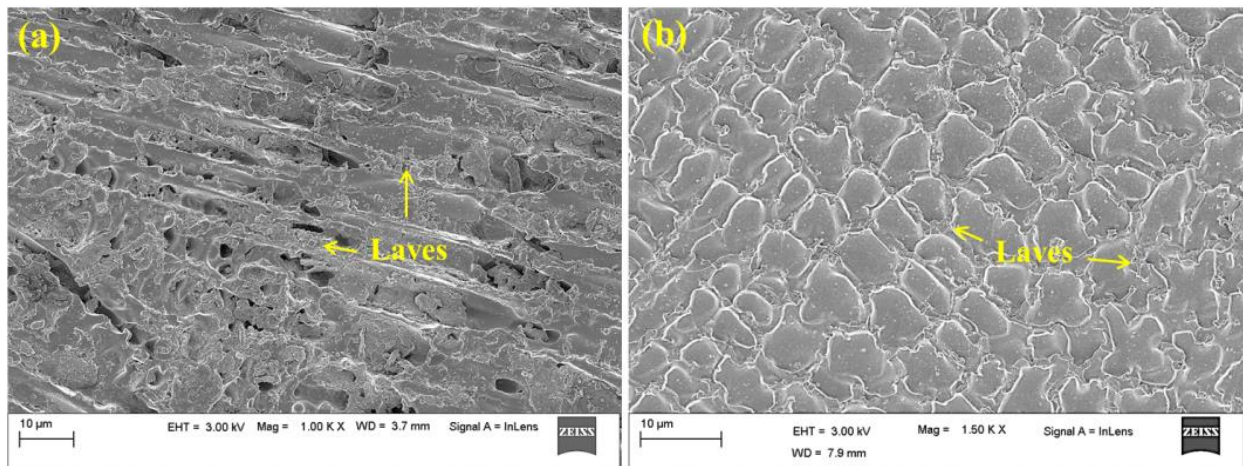 (a)
Laves
10 µm
EHT = 3.00 kV Mag = 1.00 K X WD = 3.7 mm Signal A = InLens
ZEISS
(b)
Laves
10 µm
EHT = 3.00 kV Mag = 1.50 K X Signal A = InLens
WD = 7.9 mm
ZEISS